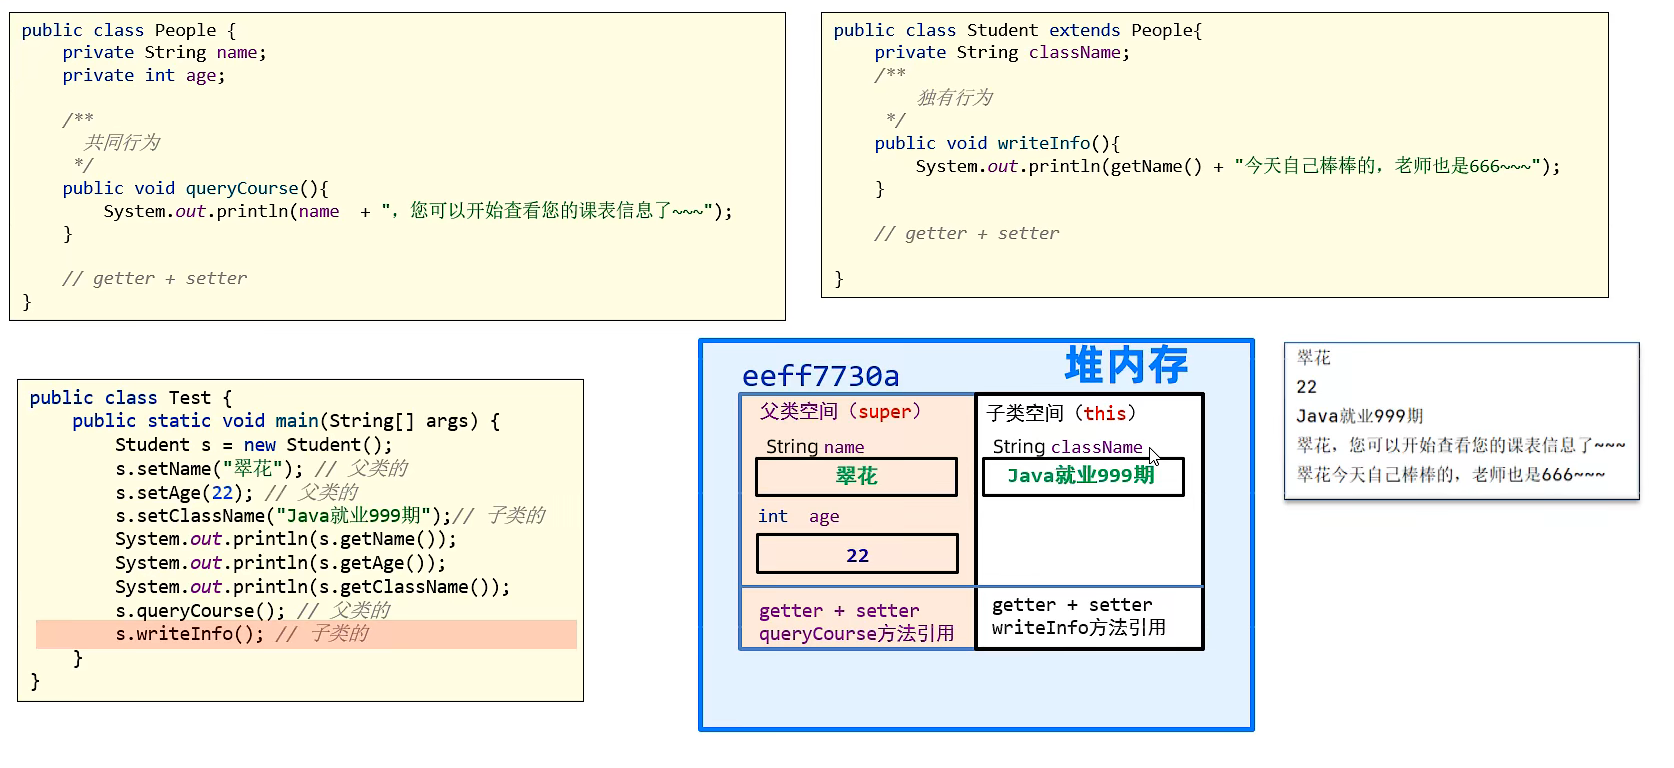 public class People {
    private String name;
    private int age;

    /**
      共同行为
     */
    public void queryCourse(){
        System.out.println(name  + "，您可以开始查看您的课表信息了~~~");
    }

    // getter + setter
}
public class Student extends People{
    private String className;
    /**
        独有行为
     */
    public void writeInfo(){
        System.out.println(getName() + "今天自己棒棒的，老师也是666~~~");
    }

    // getter + setter

}
public class Test {
    public static void main(String[] args) {
        Student s = new Student();
        s.setName("翠花"); // 父类的
        s.setAge(22); // 父类的
        s.setClassName("Java就业999期");// 子类的
        System.out.println(s.getName());
        System.out.println(s.getAge());
        System.out.println(s.getClassName());
        s.queryCourse(); // 父类的
        s.writeInfo(); // 子类的
    }
}
堆内存
eeff7730a
父类空间（super）
String name
翠花
int age
22
getter + setter
queryCourse方法引用
子类空间（this）
String className
Java就业999期
getter + setter
writeInfo方法引用
翠花
22
Java就业999期
翠花，您可以开始查看您的课表信息了~~~
翠花今天自己棒棒的，老师也是666~~~